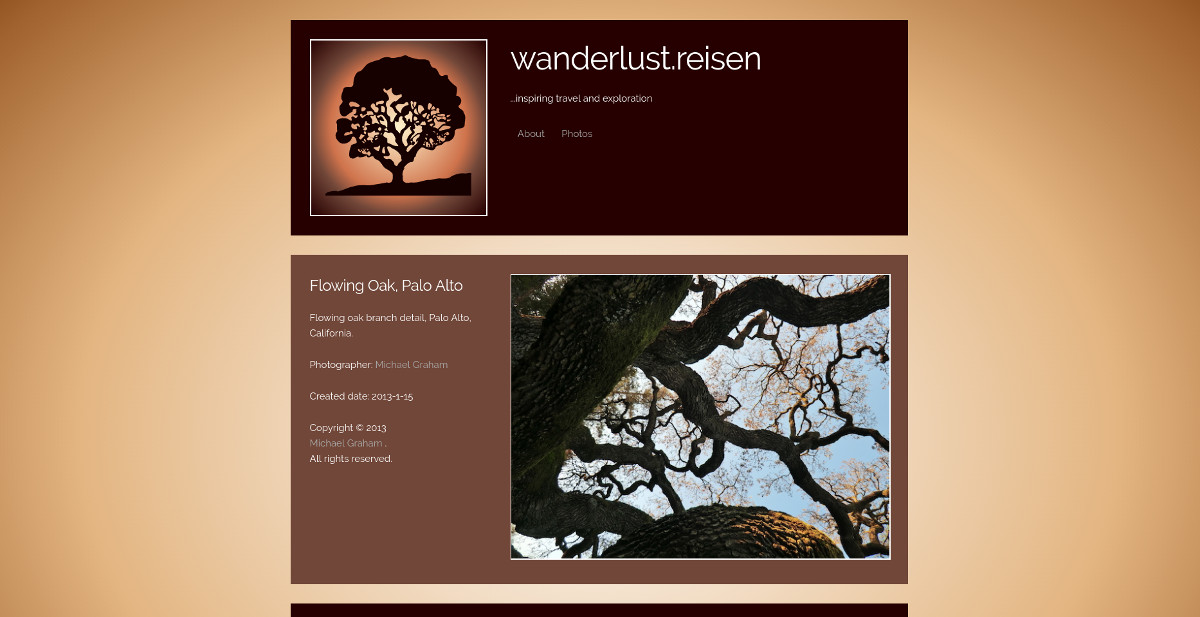 wanderlust.reisen
...inspiring travel and exploration
About Photos
Flowing Oak, Palo Alto
Flowing oak branch detail, Palo Alto,
California.
Photographer: Michael Graham
Created date: 2013-1-15
Copyright © 2013
Michael Graham .
All rights reserved.